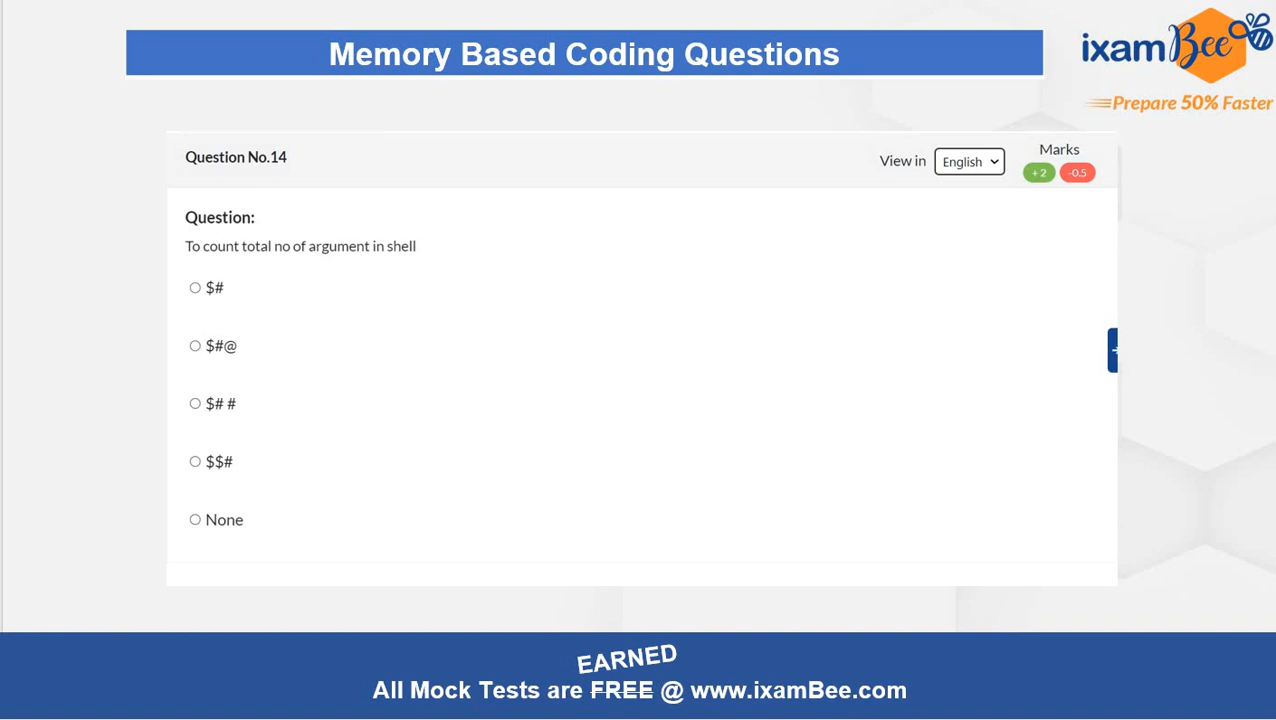 Memory Based Coding Questions
ixamBee
Prepare 50% Faster
Question No.14
View in
English
Marks
+ 2
-0.5
Question:
To count total no of argument in shell
$#
$#@
$# #
$$#
None
EARNED
All Mock Tests are FREE @ www.ixamBee.com